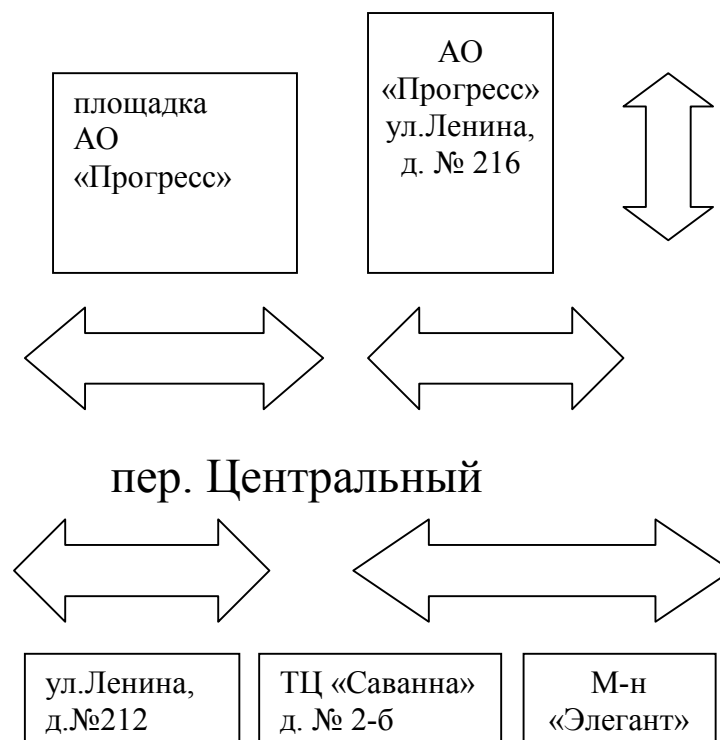 площадка
АО
«Прогресс»
АО
«Прогресс»
ул.Ленина,
д. № 216
пер. Центральный
ул.Ленина,
д.№212
ТЦ «Саванна»
д. № 2-б
М-н
«Элегант»